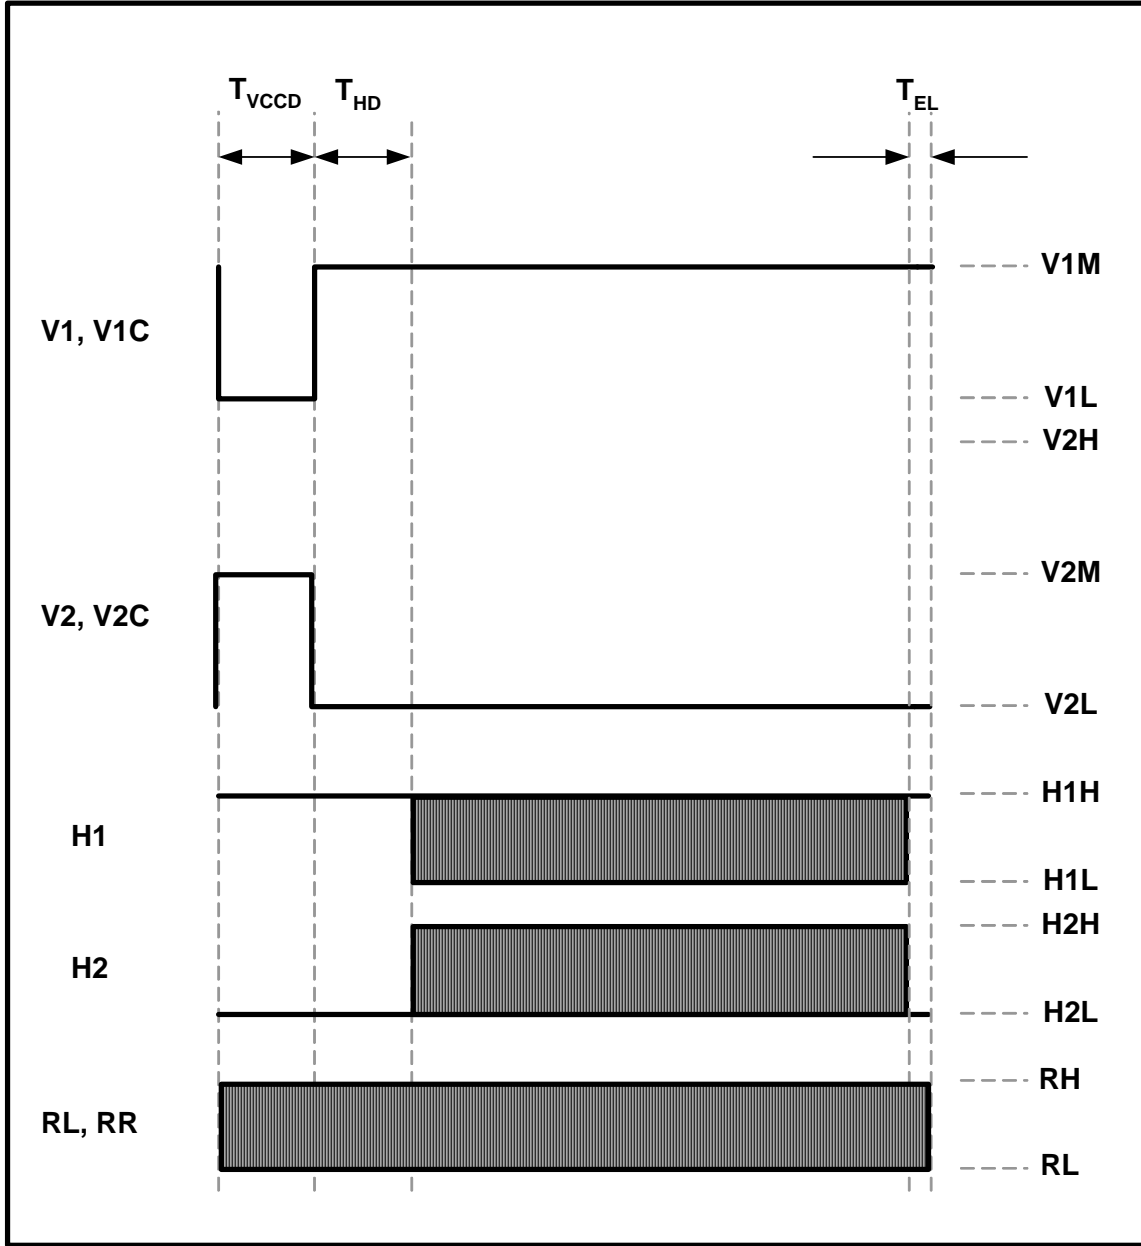 TVCCD THD TEL
V1M
V1, V1C
V1L
V2H
V2M
V2, V2C
V2L
H1H
H1
H1L
H2H
H2
H2L
RH
RL, RR
RL